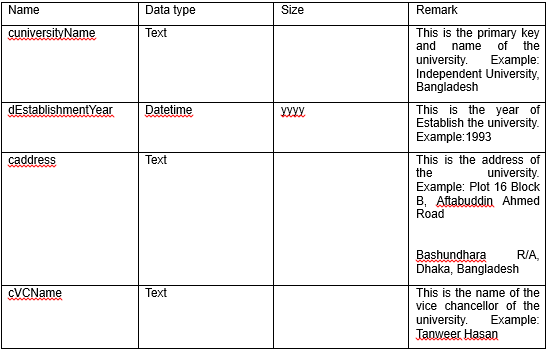 Name Data type Size Remark
cuniversityName Text This is the primary key
and name of the
university. Example:
Independent University,
Bangladesh
dEstablishmentYear Datetime yyyy This is the year of
Establish the university.
Example:1993
caddress Text This is the address of
the university.
Example: Plot 16 Block
B, Aftabuddin Ahmed
Road
Bashundhara R/A,
Dhaka, Bangladesh
cVCName Text This is the name of the
vice chancellor of the
university. Example:
Tanweer Hasan